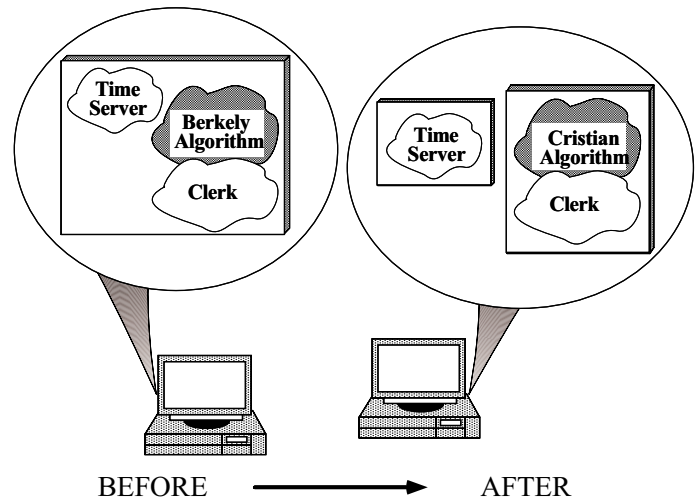 Time
Server
Berkely
Algorithm
Clerk
Time
Server
Cristian
Algorithm
Clerk
BEFORE
AFTER